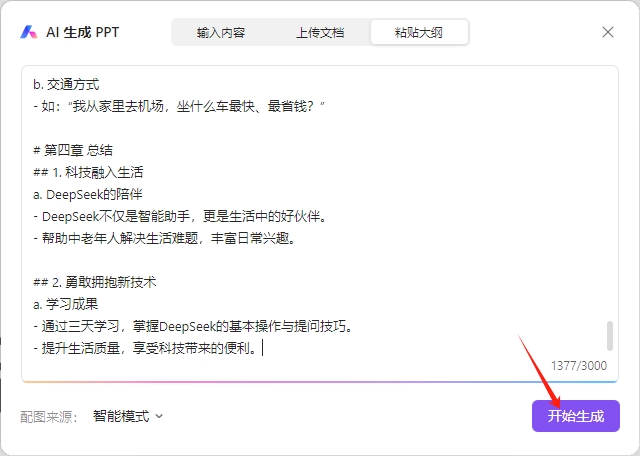 AI 生成 PPT
输入内容
上传文档
粘贴大纲
b. 交通方式
- 如：“我从家里去机场，坐什么车最快、最省钱？”
# 第四章 总结
## 1. 科技融入生活
a. DeepSeek的陪伴
- DeepSeek不仅是智能助手，更是生活中的好伙伴。
- 帮助中老年人解决生活难题，丰富日常兴趣。
## 2. 勇敢拥抱新技术
a. 学习成果
- 通过三天学习，掌握DeepSeek的基本操作与提问技巧。
- 提升生活质量，享受科技带来的便利。
1377/3000
配图来源： 智能模式
开始生成